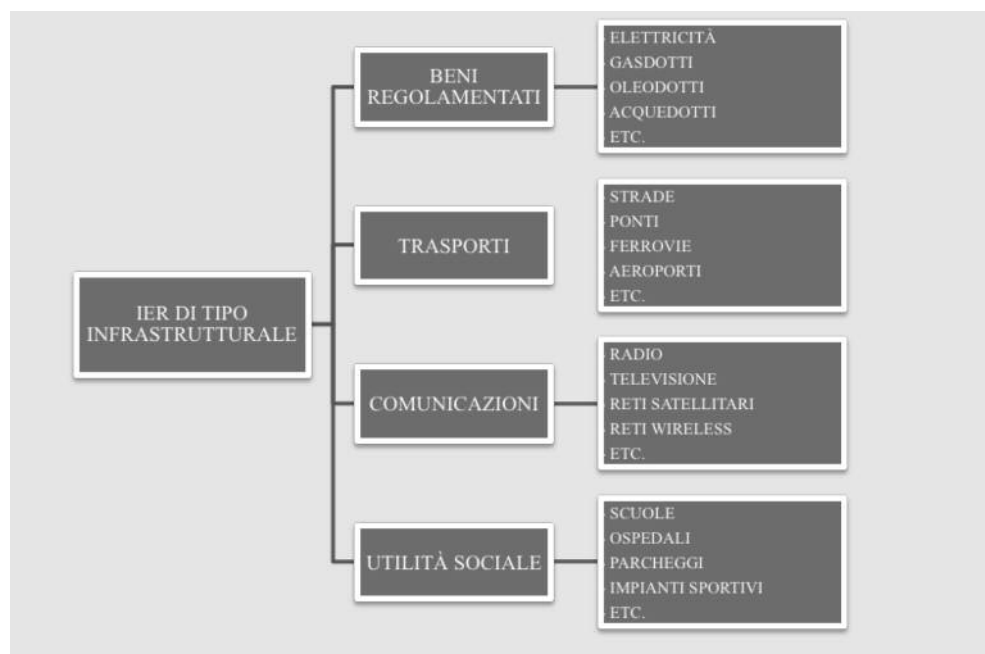 IER DI TIPO
INFRASTRUTTURALE
BENI
REGOLAMENTATI
- ELETTRICITÀ
- GASDOTTI
- OLEODOTTI
- ACQUEDOTTI
- ETC.
TRASPORTI
- STRADE
- PONTI
- FERROVIE
- AEROPORTI
- ETC.
COMUNICAZIONI
- RADIO
- TELEVISIONE
- RETI SATELLITARI
- RETI WIRELESS
- ETC.
UTILITÀ SOCIALE
- SCUOLE
- OSPEDALI
- PARCHEGGI
- IMPIANTI SPORTIVI
- ETC.